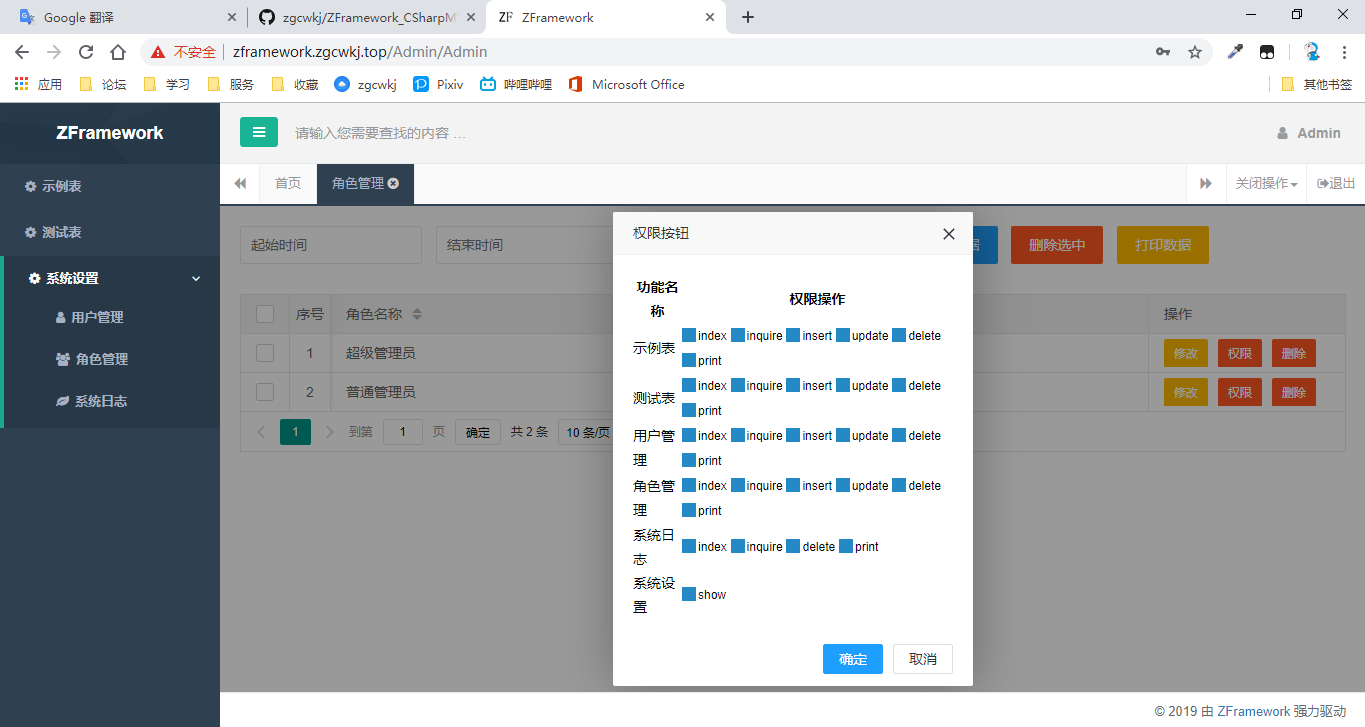 Google 翻译
zgcwkj/ZFramework_CSharpM
ZF ZFramework
不安全 zframework.zgcwkj.top/Admin/Admin
应用 论坛 学习 服务 收藏 zgcwkj Pixiv 哔哩哔哩 Microsoft Office 其他书签
ZFramework
请输入您需要查找的内容 …
Admin
示例表
测试表
系统设置
用户管理
角色管理
系统日志
首页 角色管理 关闭操作 退出
起始时间 结束时间 据 删除选中 打印数据
序号 角色名称 操作
1 超级管理员 修改 权限 删除
2 普通管理员 修改 权限 删除
1 到第 1 页 确定 共 2 条 10 条/页
权限按钮
功能名
称
权限操作
示例表
index inquire insert update delete
print
测试表
index inquire insert update delete
print
用户管
理
index inquire insert update delete
print
角色管
理
index inquire insert update delete
print
系统日
志
index inquire delete print
系统设
置
show
确定 取消
© 2019 由 ZFramework 强力驱动